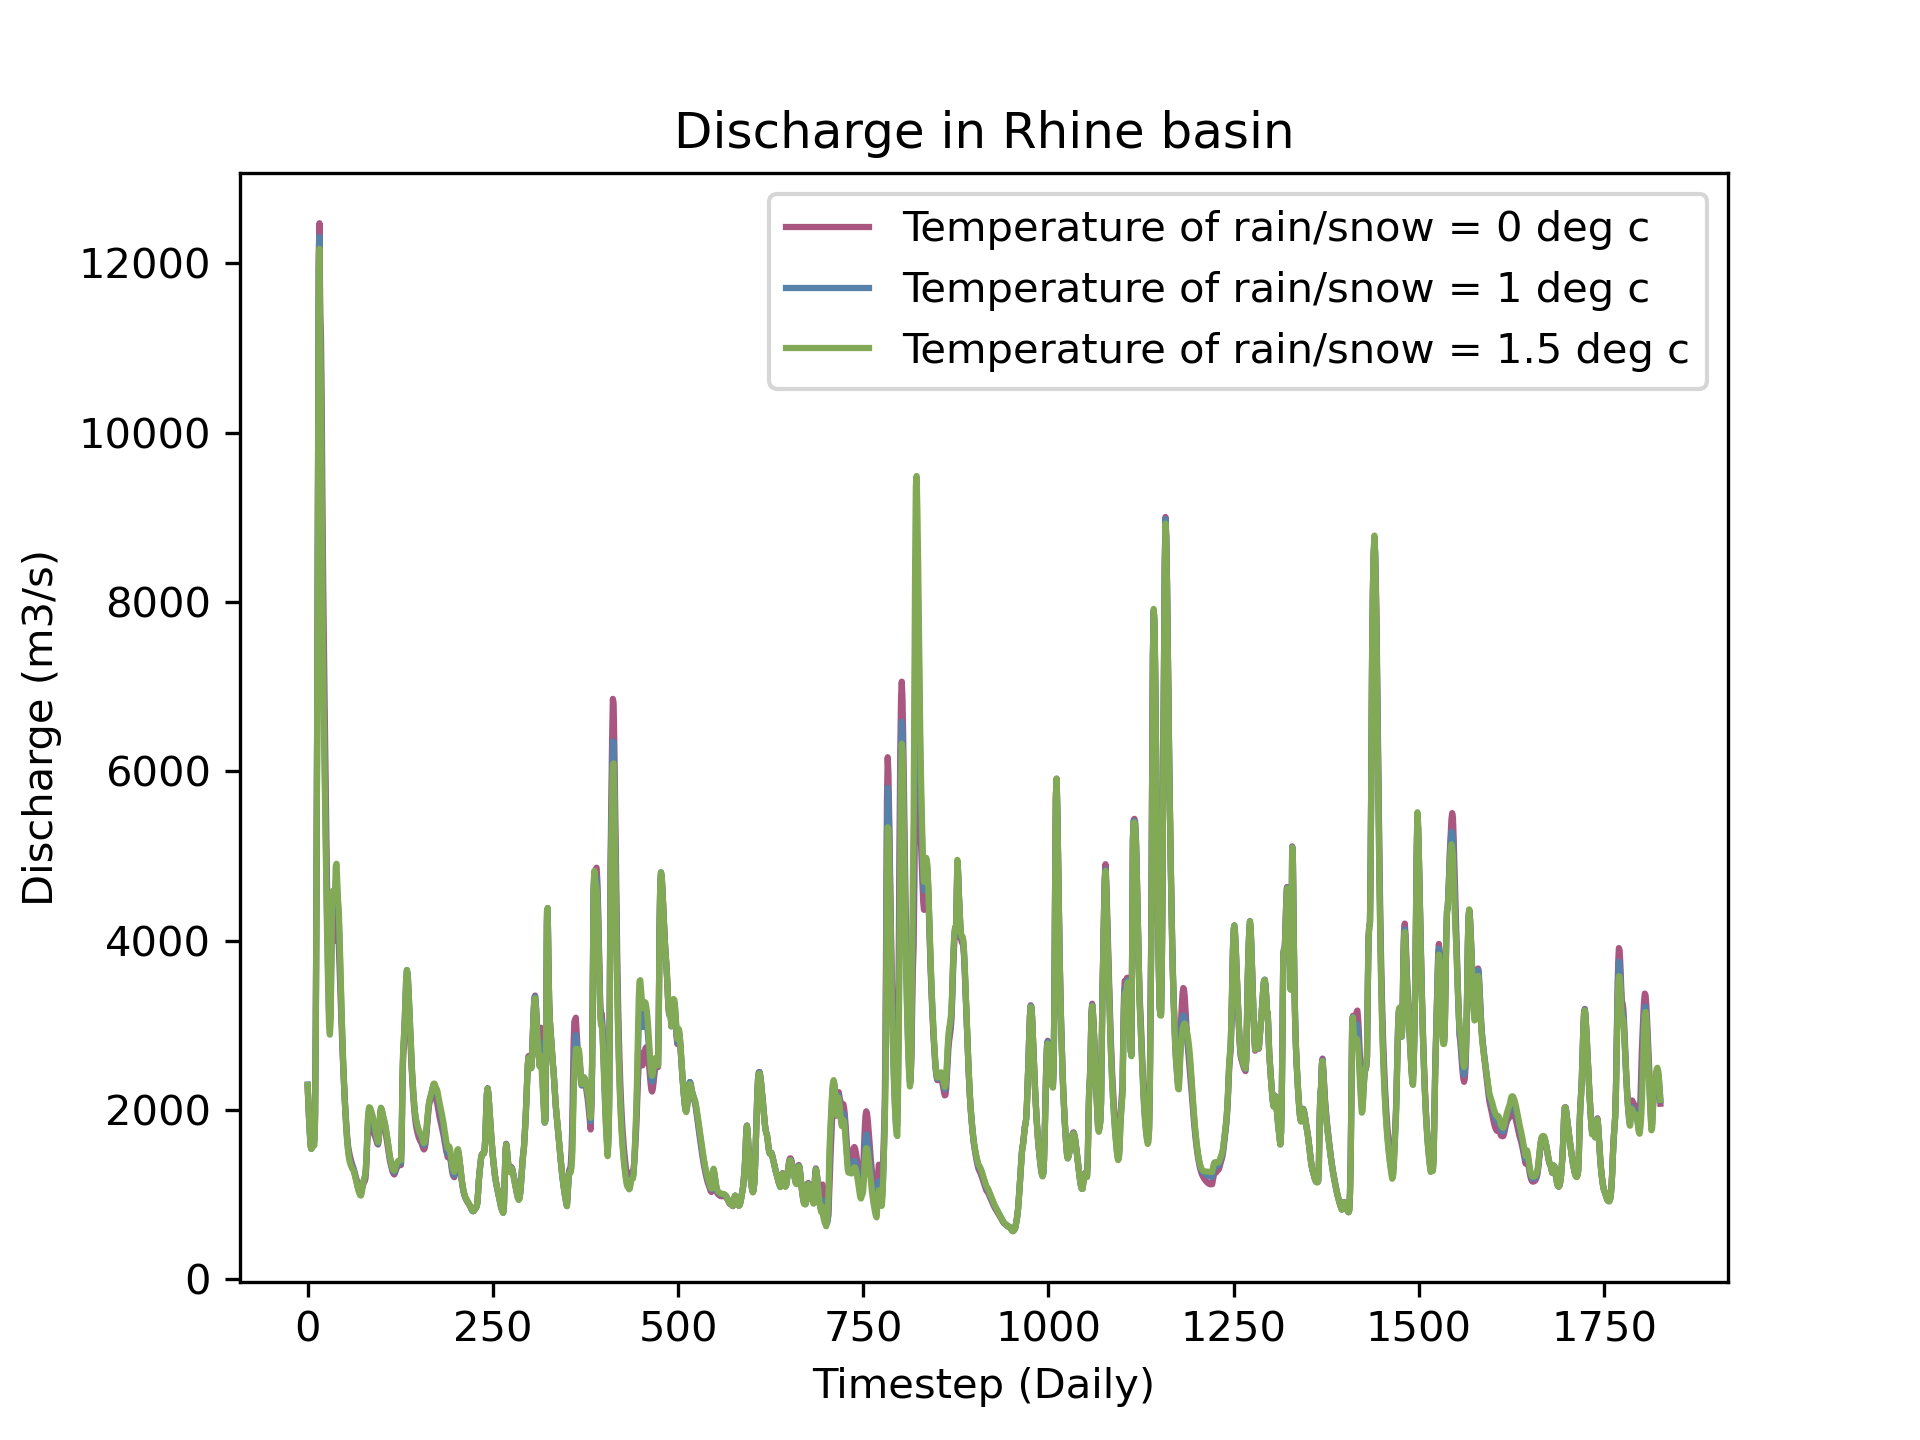 Discharge in Rhine basin
Temperature of rain/snow = 0 deg c
Temperature of rain/snow = 1 deg c
Temperature of rain/snow = 1.5 deg c
12000
10000
8000
6000
4000
2000
0
Discharge (m3/s)
0 250 500 750 1000 1250 1500 1750
Timestep (Daily)